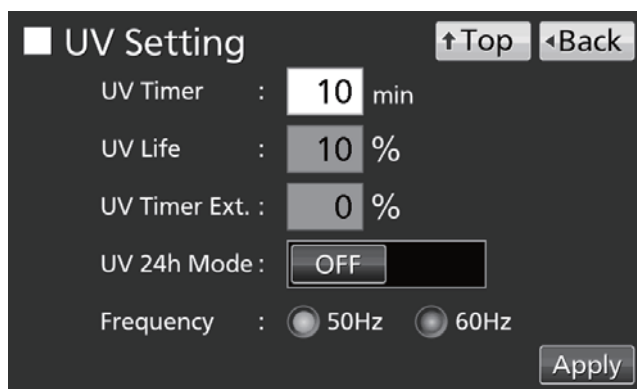 UV Setting ↑Top ◂Back
UV Timer : 10 min
UV Life : 10 %
UV Timer Ext. : 0 %
UV 24h Mode : OFF
Frequency : 50Hz 60Hz
Apply